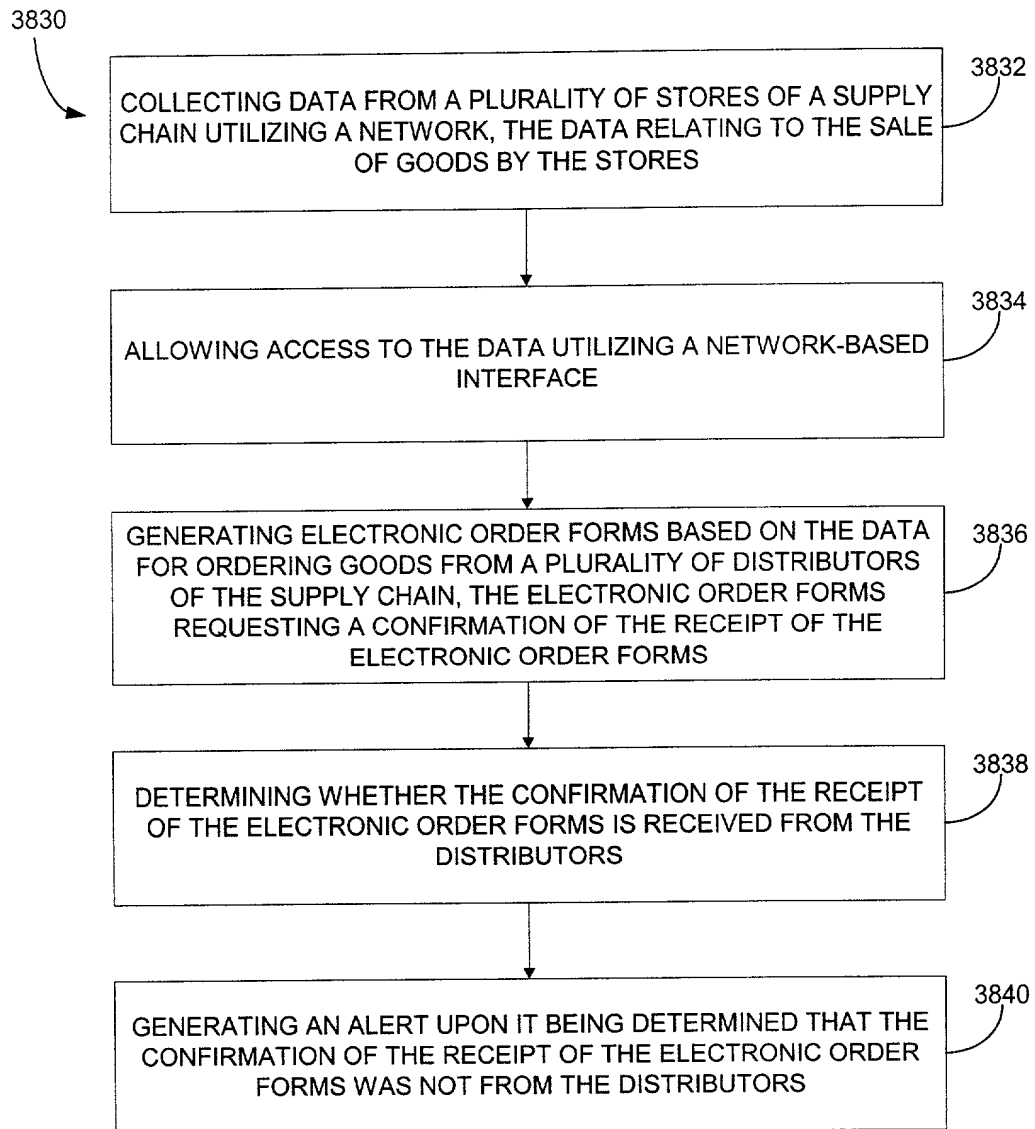 3830
3832
COLLECTING DATA FROM A PLURALITY OF STORES OF A SUPPLY
CHAIN UTILIZING A NETWORK, THE DATA RELATING TO THE SALE
OF GOODS BY THE STORES
3834
ALLOWING ACCESS TO THE DATA UTILIZING A NETWORK-BASED
INTERFACE
3836
GENERATING ELECTRONIC ORDER FORMS BASED ON THE DATA
FOR ORDERING GOODS FROM A PLURALITY OF DISTRIBUTORS
OF THE SUPPLY CHAIN, THE ELECTRONIC ORDER FORMS
REQUESTING A CONFIRMATION OF THE RECEIPT OF THE
ELECTRONIC ORDER FORMS
3838
DETERMINING WHETHER THE CONFIRMATION OF THE RECEIPT
OF THE ELECTRONIC ORDER FORMS IS RECEIVED FROM THE
DISTRIBUTORS
3840
GENERATING AN ALERT UPON IT BEING DETERMINED THAT THE
CONFIRMATION OF THE RECEIPT OF THE ELECTRONIC ORDER
FORMS WAS NOT FROM THE DISTRIBUTORS